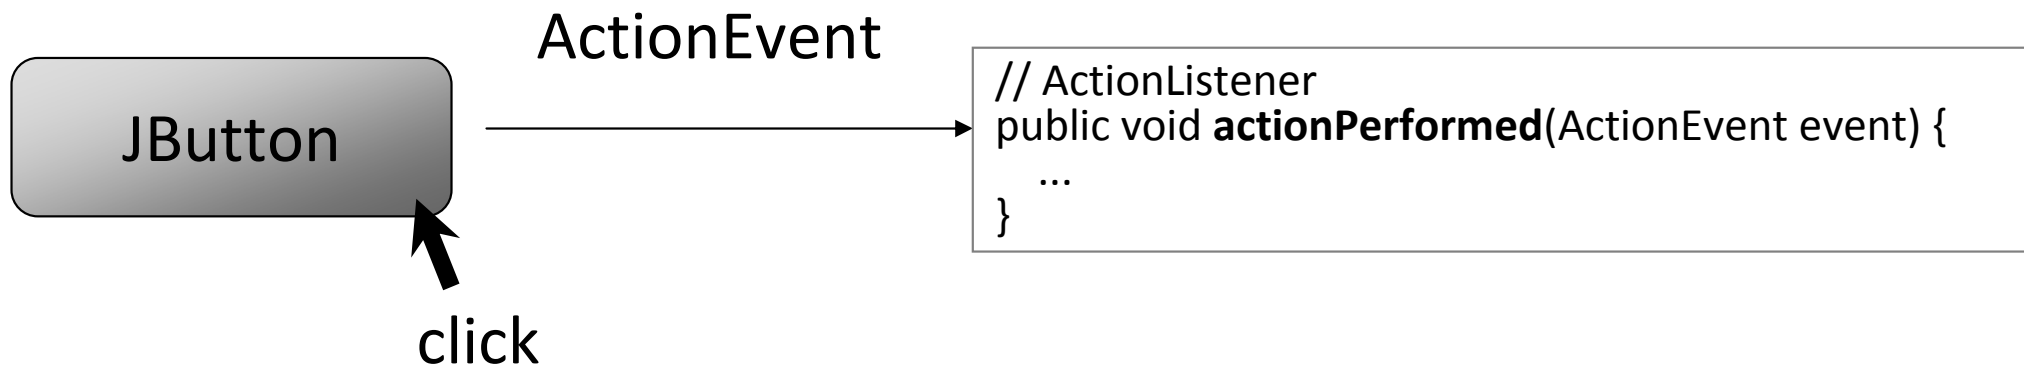 ActionEvent
JButton
// ActionListener
public void actionPerformed(ActionEvent event) {
...
}
click